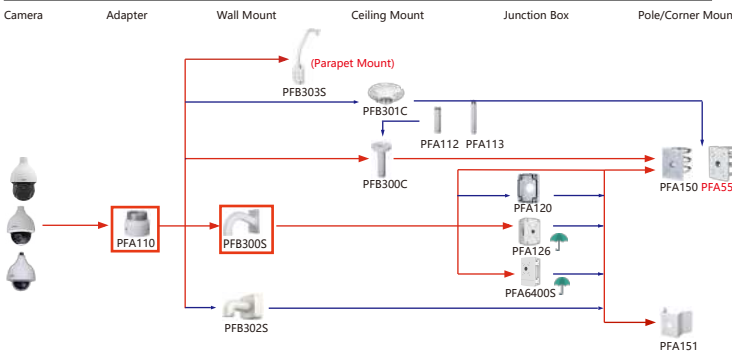 Camera Adapter Wall Mount Ceiling Mount Junction Box Pole/Corner Moun
(Parapet Mount)
PFB303S
PFB301C
PFA112 PFA113
PFB300C
PFA150 PFA55
PFA120
PFA110
PFB300S
PFA126
PFA6400S
PFB302S
PFA151